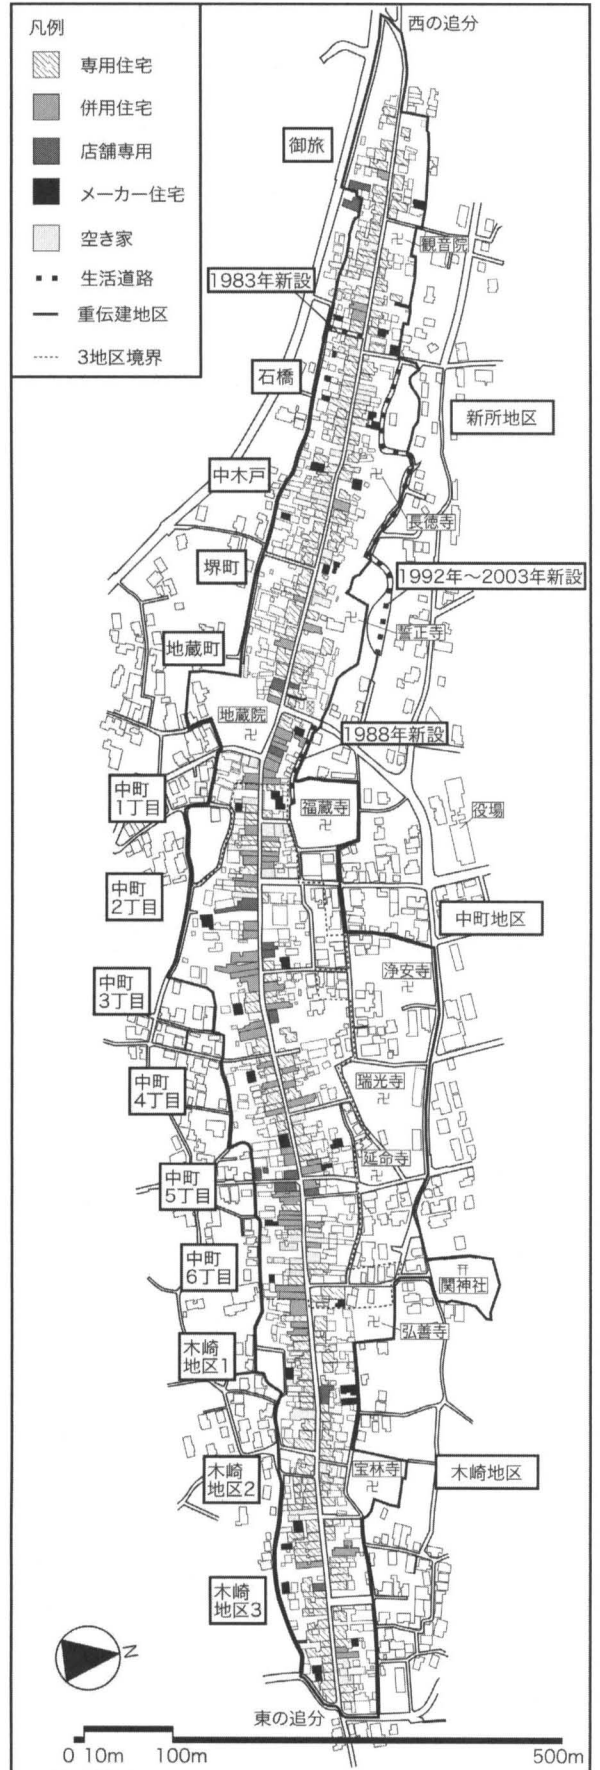 凡例
専用住宅
併用住宅
店舗専用
メーカー住宅
空き家
生活道路
重伝建地区
3地区境界
西の追分
御旅
観音院
1983年新設
石橋
新所地区
中木戸
長徳寺
堺町
1992年〜2003年新設
誓正寺
地蔵町
地蔵院
1988年新設
中町
1丁目
福蔵寺
役場
中町
2丁目
中町地区
浄安寺
中町
3丁目
中町
4丁目
瑞光寺
延命寺
中町
5丁目
中町
6丁目
関神社
弘善寺
木崎
地区1
木崎
地区2
宝林寺
木崎地区
木崎
地区3
N
東の追分
0 10m 100m 500m